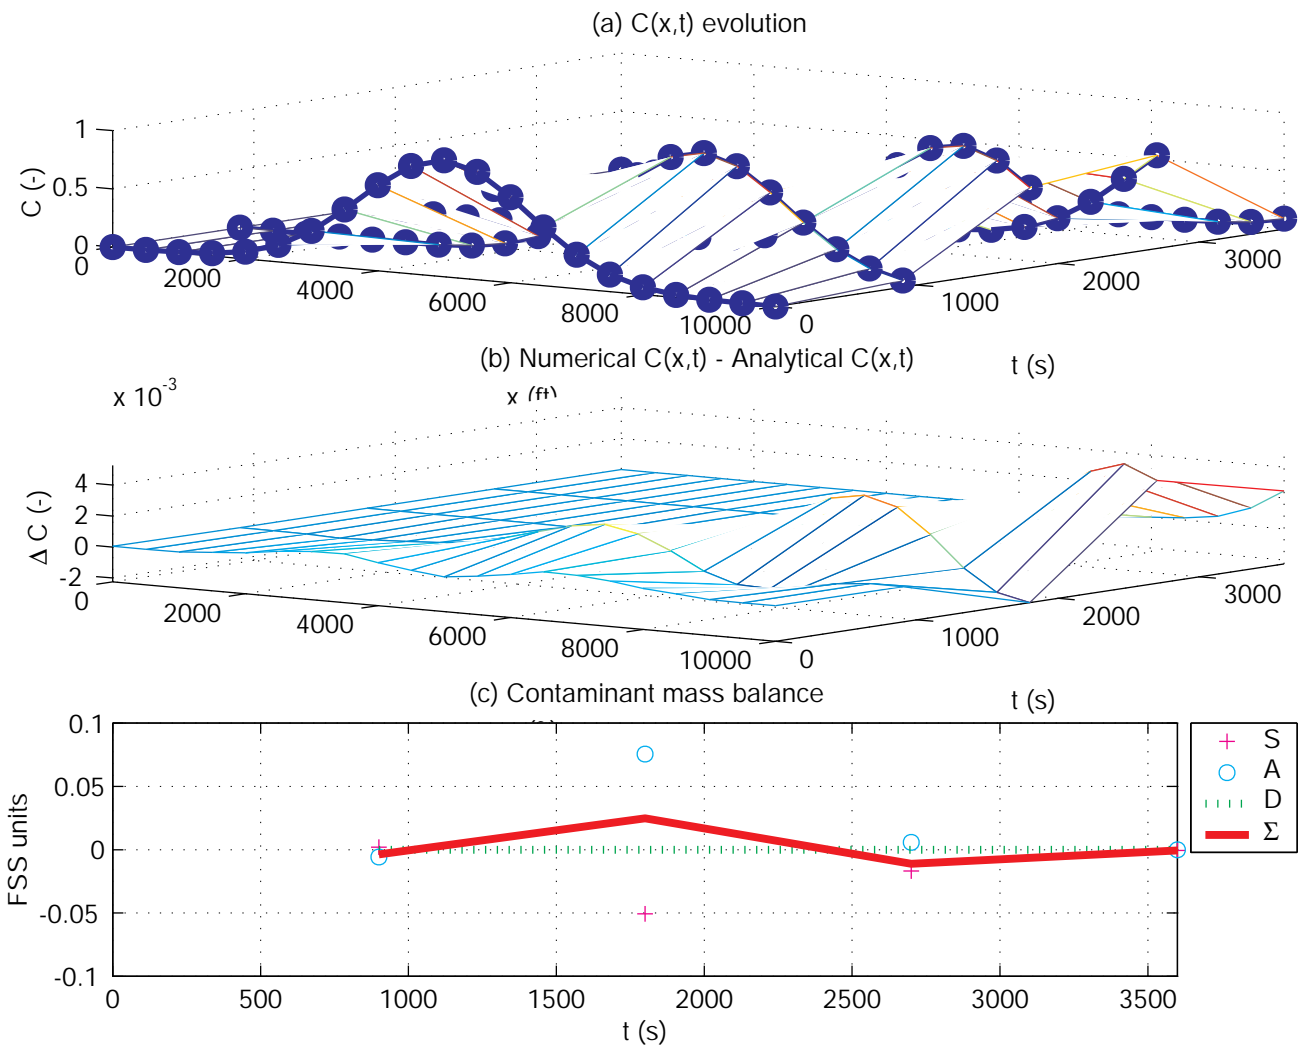 (a) C(x,t) evolution
C (-)
1
0.5
0
0
2000
4000
6000
8000
10000
0
1000
2000
3000
t (s)
(b) Numerical C(x,t) - Analytical C(x,t)
x 10-3
x (ft)
Δ C (-)
4
2
0
-2
0
2000
4000
6000
8000
10000
0
1000
2000
3000
t (s)
(c) Contaminant mass balance
FSS units
0.1
0.05
0
-0.05
-0.1
0
500
1000
1500
2000
2500
3000
3500
t (s)
S
A
D
Σ